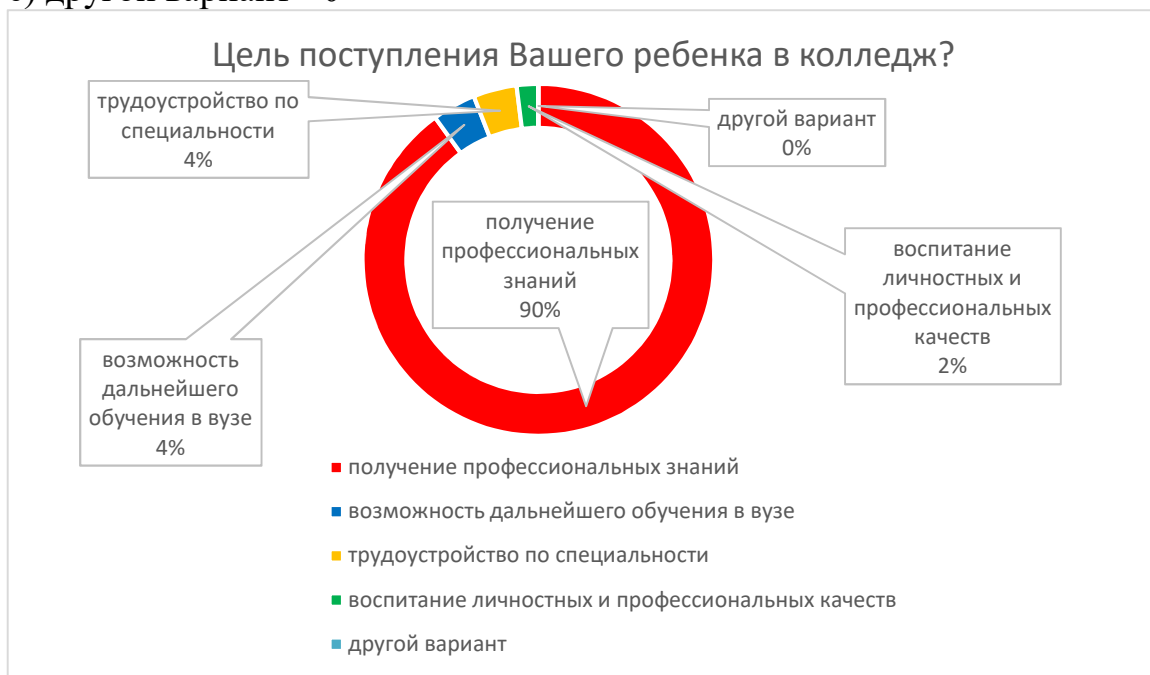 Цель поступления Вашего ребенка в колледж?
трудоустройство по
специальности
4%
другой вариант
0%
получение
профессиональных
знаний
90%
воспитание
личностных и
профессиональных
качеств
2%
возможность
дальнейшего
обучения в вузе
4%
получение профессиональных знаний
возможность дальнейшего обучения в вузе
трудоустройство по специальности
воспитание личностных и профессиональных качеств
другой вариант